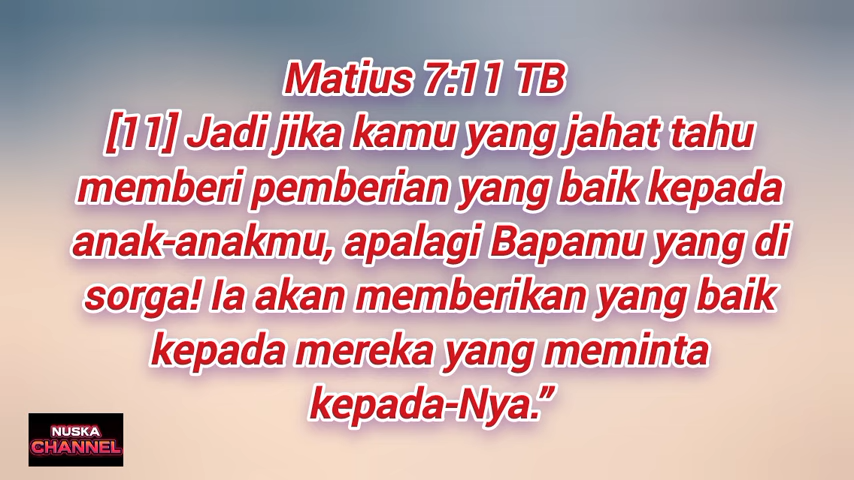 Matius 7:11 TB
[11] Jadi jika kamu yang jahat tahu
memberi pemberian yang baik kepada
anak-anakmu, apalagi Bapamu yang di
sorga! Ia akan memberikan yang baik
kepada mereka yang meminta
kepada-Nya.”
NUSKA
CHANNEL